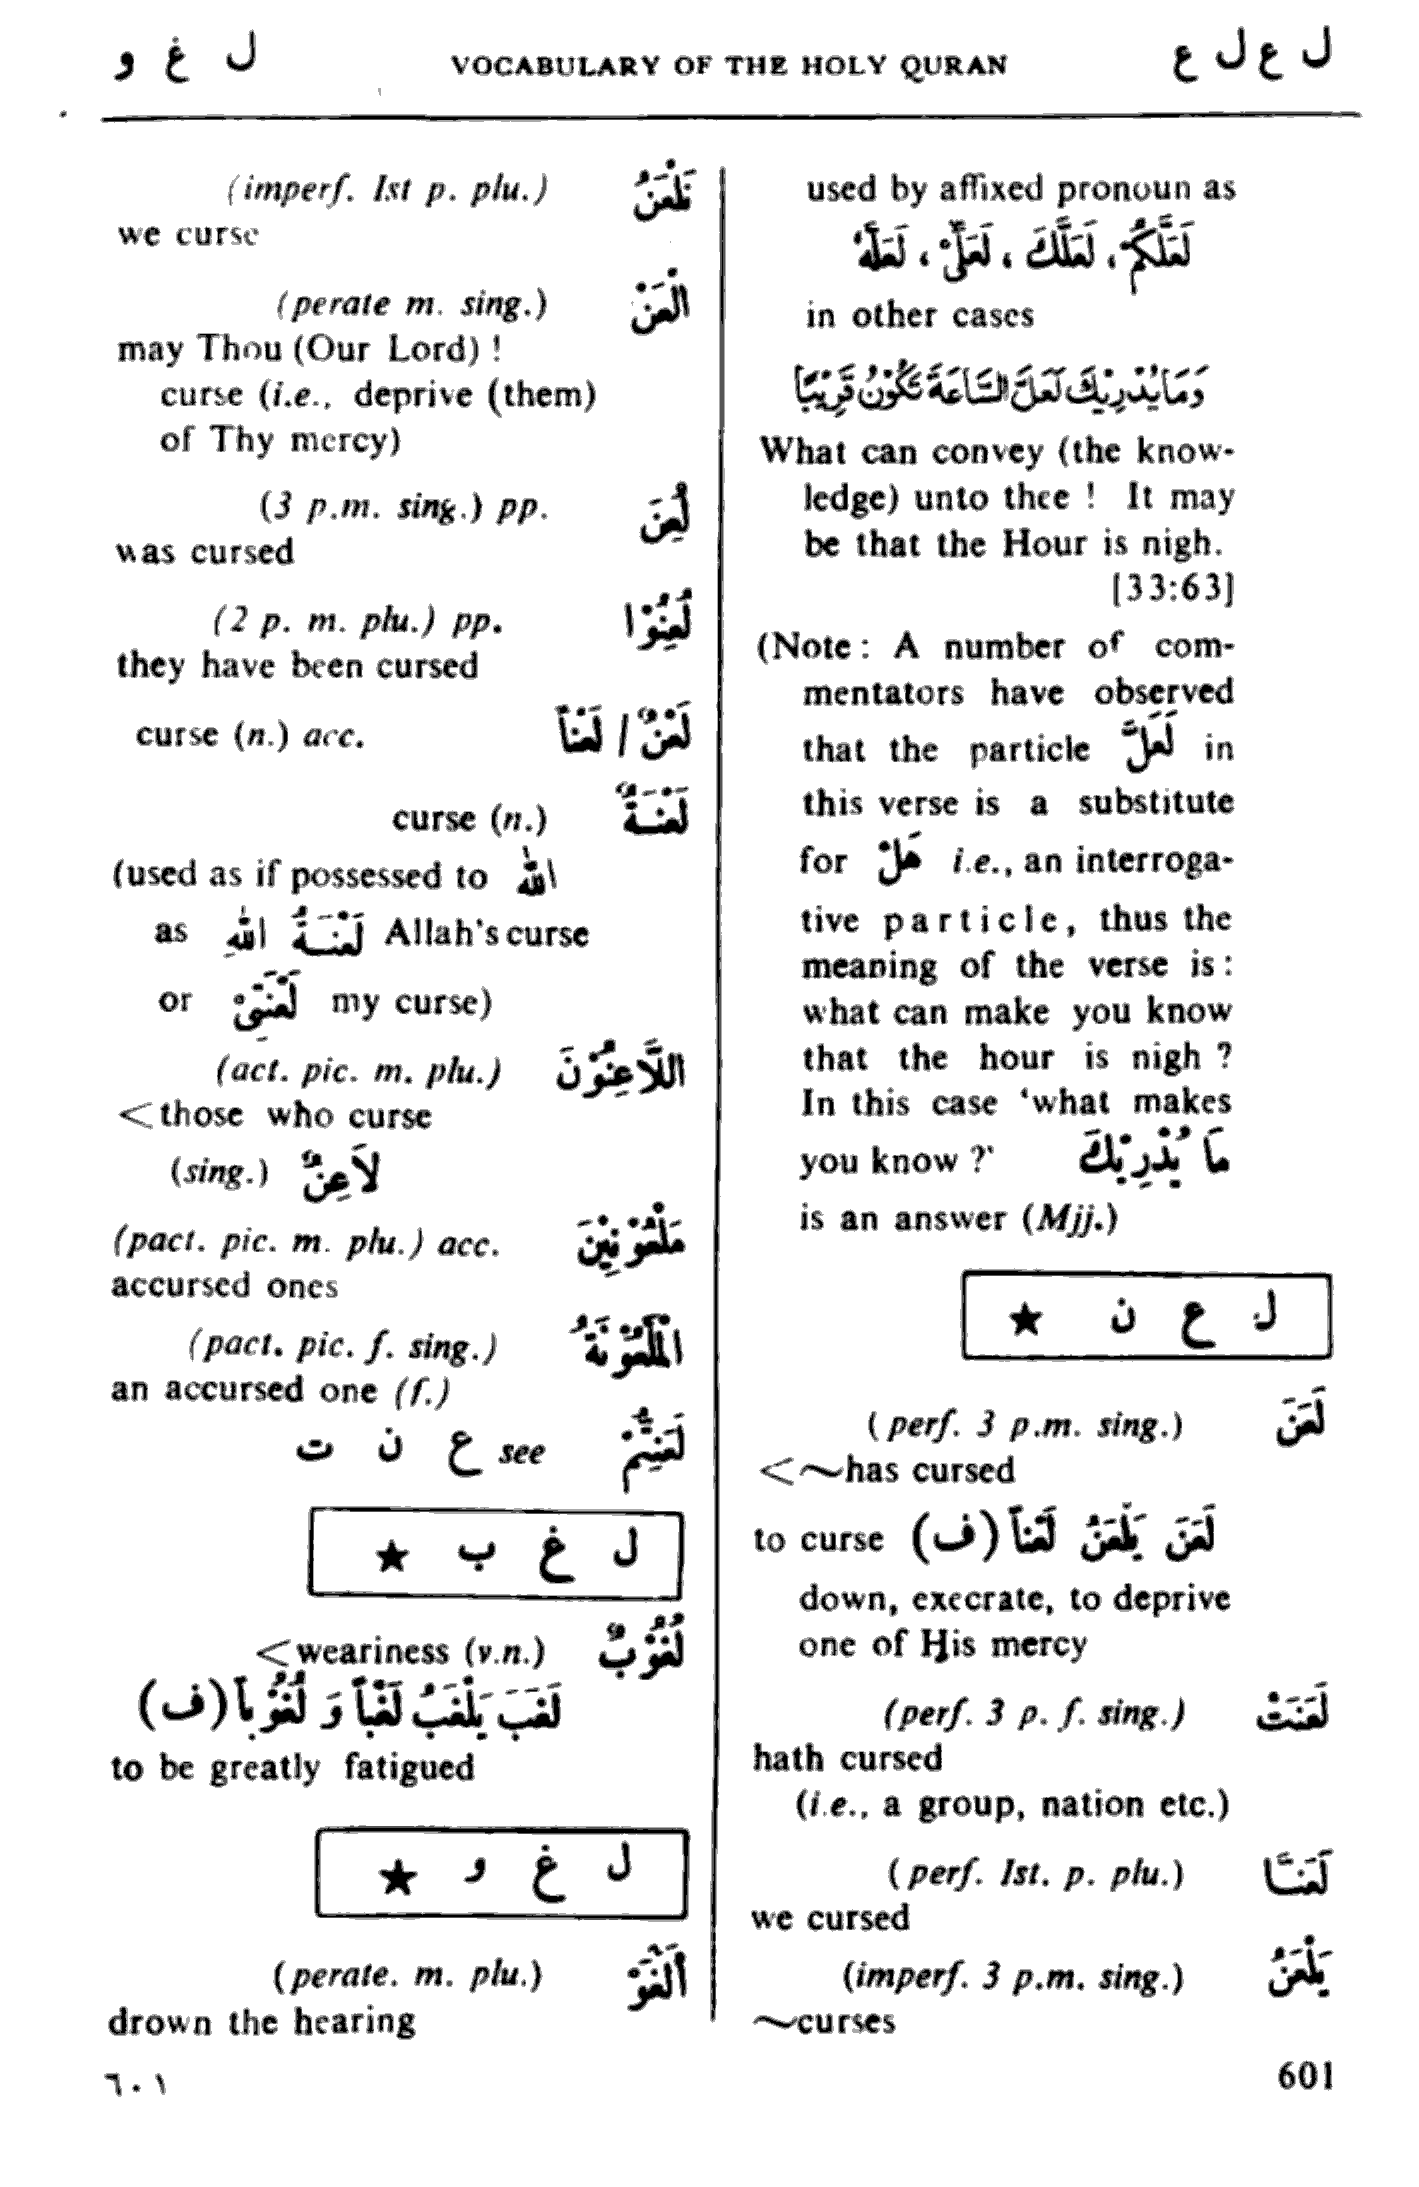 ل غ و VOCABULARY OF THE HOLY QURAN ل ع ل ع
used by affixed pronoun as
لَعَلَّكُمْ، لَعَلَّكَ ، لَعَلِّيْ ، لَعَلَّهُ
in other cases
وَمَا يُدْرِيْكَ لَعَلَّ السَّاعَةَ تَكُوْنُ قَرِيْبًا
What can convey (the know-
ledge) unto thee ! It may
be that the Hour is nigh.
[33:63]
(Note : A number of com-
mentators have observed
that the particle لَعَلَّ in
this verse is a substitute
for هَلْ i.e., an interroga-
tive particle, thus the
meaning of the verse is :
what can make you know
that the hour is nigh ?
In this case ‘what makes
you know ?’ مَا يُدْرِيْكَ
is an answer (Mjj.)
ل ع ن ★
(perf. 3 p.m. sing.) لَعَنَ
<~has cursed
to curse لَعَنَ يَلْعَنُ لَعْناً (ف)
down, execrate, to deprive
one of His mercy
(perf. 3 p. f. sing.) لَعَنَتْ
hath cursed
(i.e., a group, nation etc.)
(perf. Ist. p. plu.) لَعَنَّا
we cursed
(imperf. 3 p.m. sing.) يَلْعَنُ
~curses
(imperf. Ist p. plu.) نَلْعَنُ
we curse
(perate m. sing.) الْعَنْ
may Thou (Our Lord) !
curse (i.e., deprive (them)
of Thy mercy)
(3 p.m. sing.) pp. لُعِنَ
was cursed
(2 p. m. plu.) pp. لُعِنُوْا
they have been cursed
curse (n.) acc. لَعْنٌ / لَعْناً
curse (n.) لَعْنَةٌ
(used as if possessed to الله
as لَعْنَةُ اللهِ Allah's curse
or لَعْنَتِىْ my curse)
(act. pic. m. plu.) اللَّاعِنُوْنَ
<those who curse
(sing.) لاَعِنٌ
(pact. pic. m. plu.) acc. مَلْعُوْنِيْنَ
accursed ones
(pact. pic. f. sing.) الْمَلْعُوْنَةُ
an accursed one (f.)
لَعَنِتُّمْ see ع ن ت
ل غ ب ★
<weariness (v.n.) لُغُوْبٌ
لَغَبَ يَلْغَبُ لَغْباً وَ لُغُوْباً (ف)
to be greatly fatigued
ل غ و ★
(perate. m. plu.) اَلْغَوْ
drown the hearing
٦٠١ 601